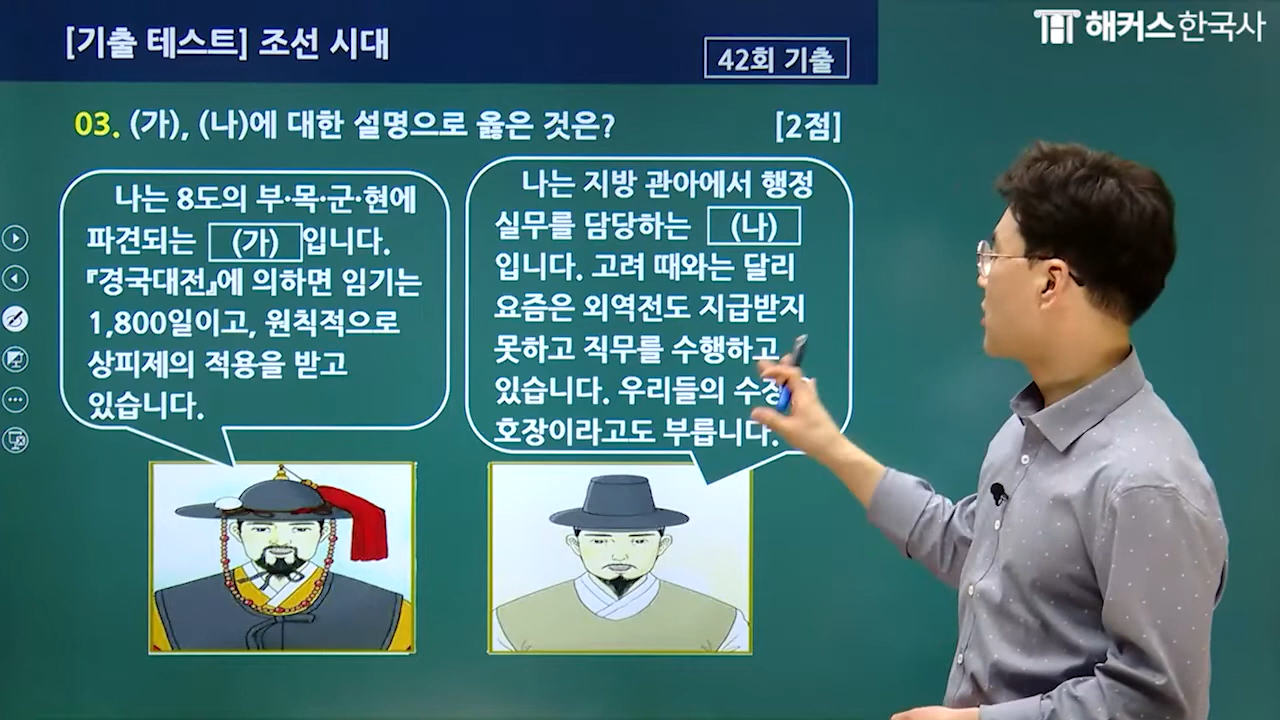 [기출 테스트] 조선 시대
42회 기출
해커스한국사
03. (가), (나)에 대한 설명으로 옳은 것은?
[2점]
나는 8도의 부·목·군·현에
파견되는 (가) 입니다.
『경국대전』에 의하면 임기는
1,800일이고, 원칙적으로
상피제의 적용을 받고
있습니다.
나는 지방 관아에서 행정
실무를 담당하는 (나)
입니다. 고려 때와는 달리
요즘은 외역전도 지급받지
못하고 직무를 수행하고
있습니다. 우리들의
호장이라고도 부릅니다.